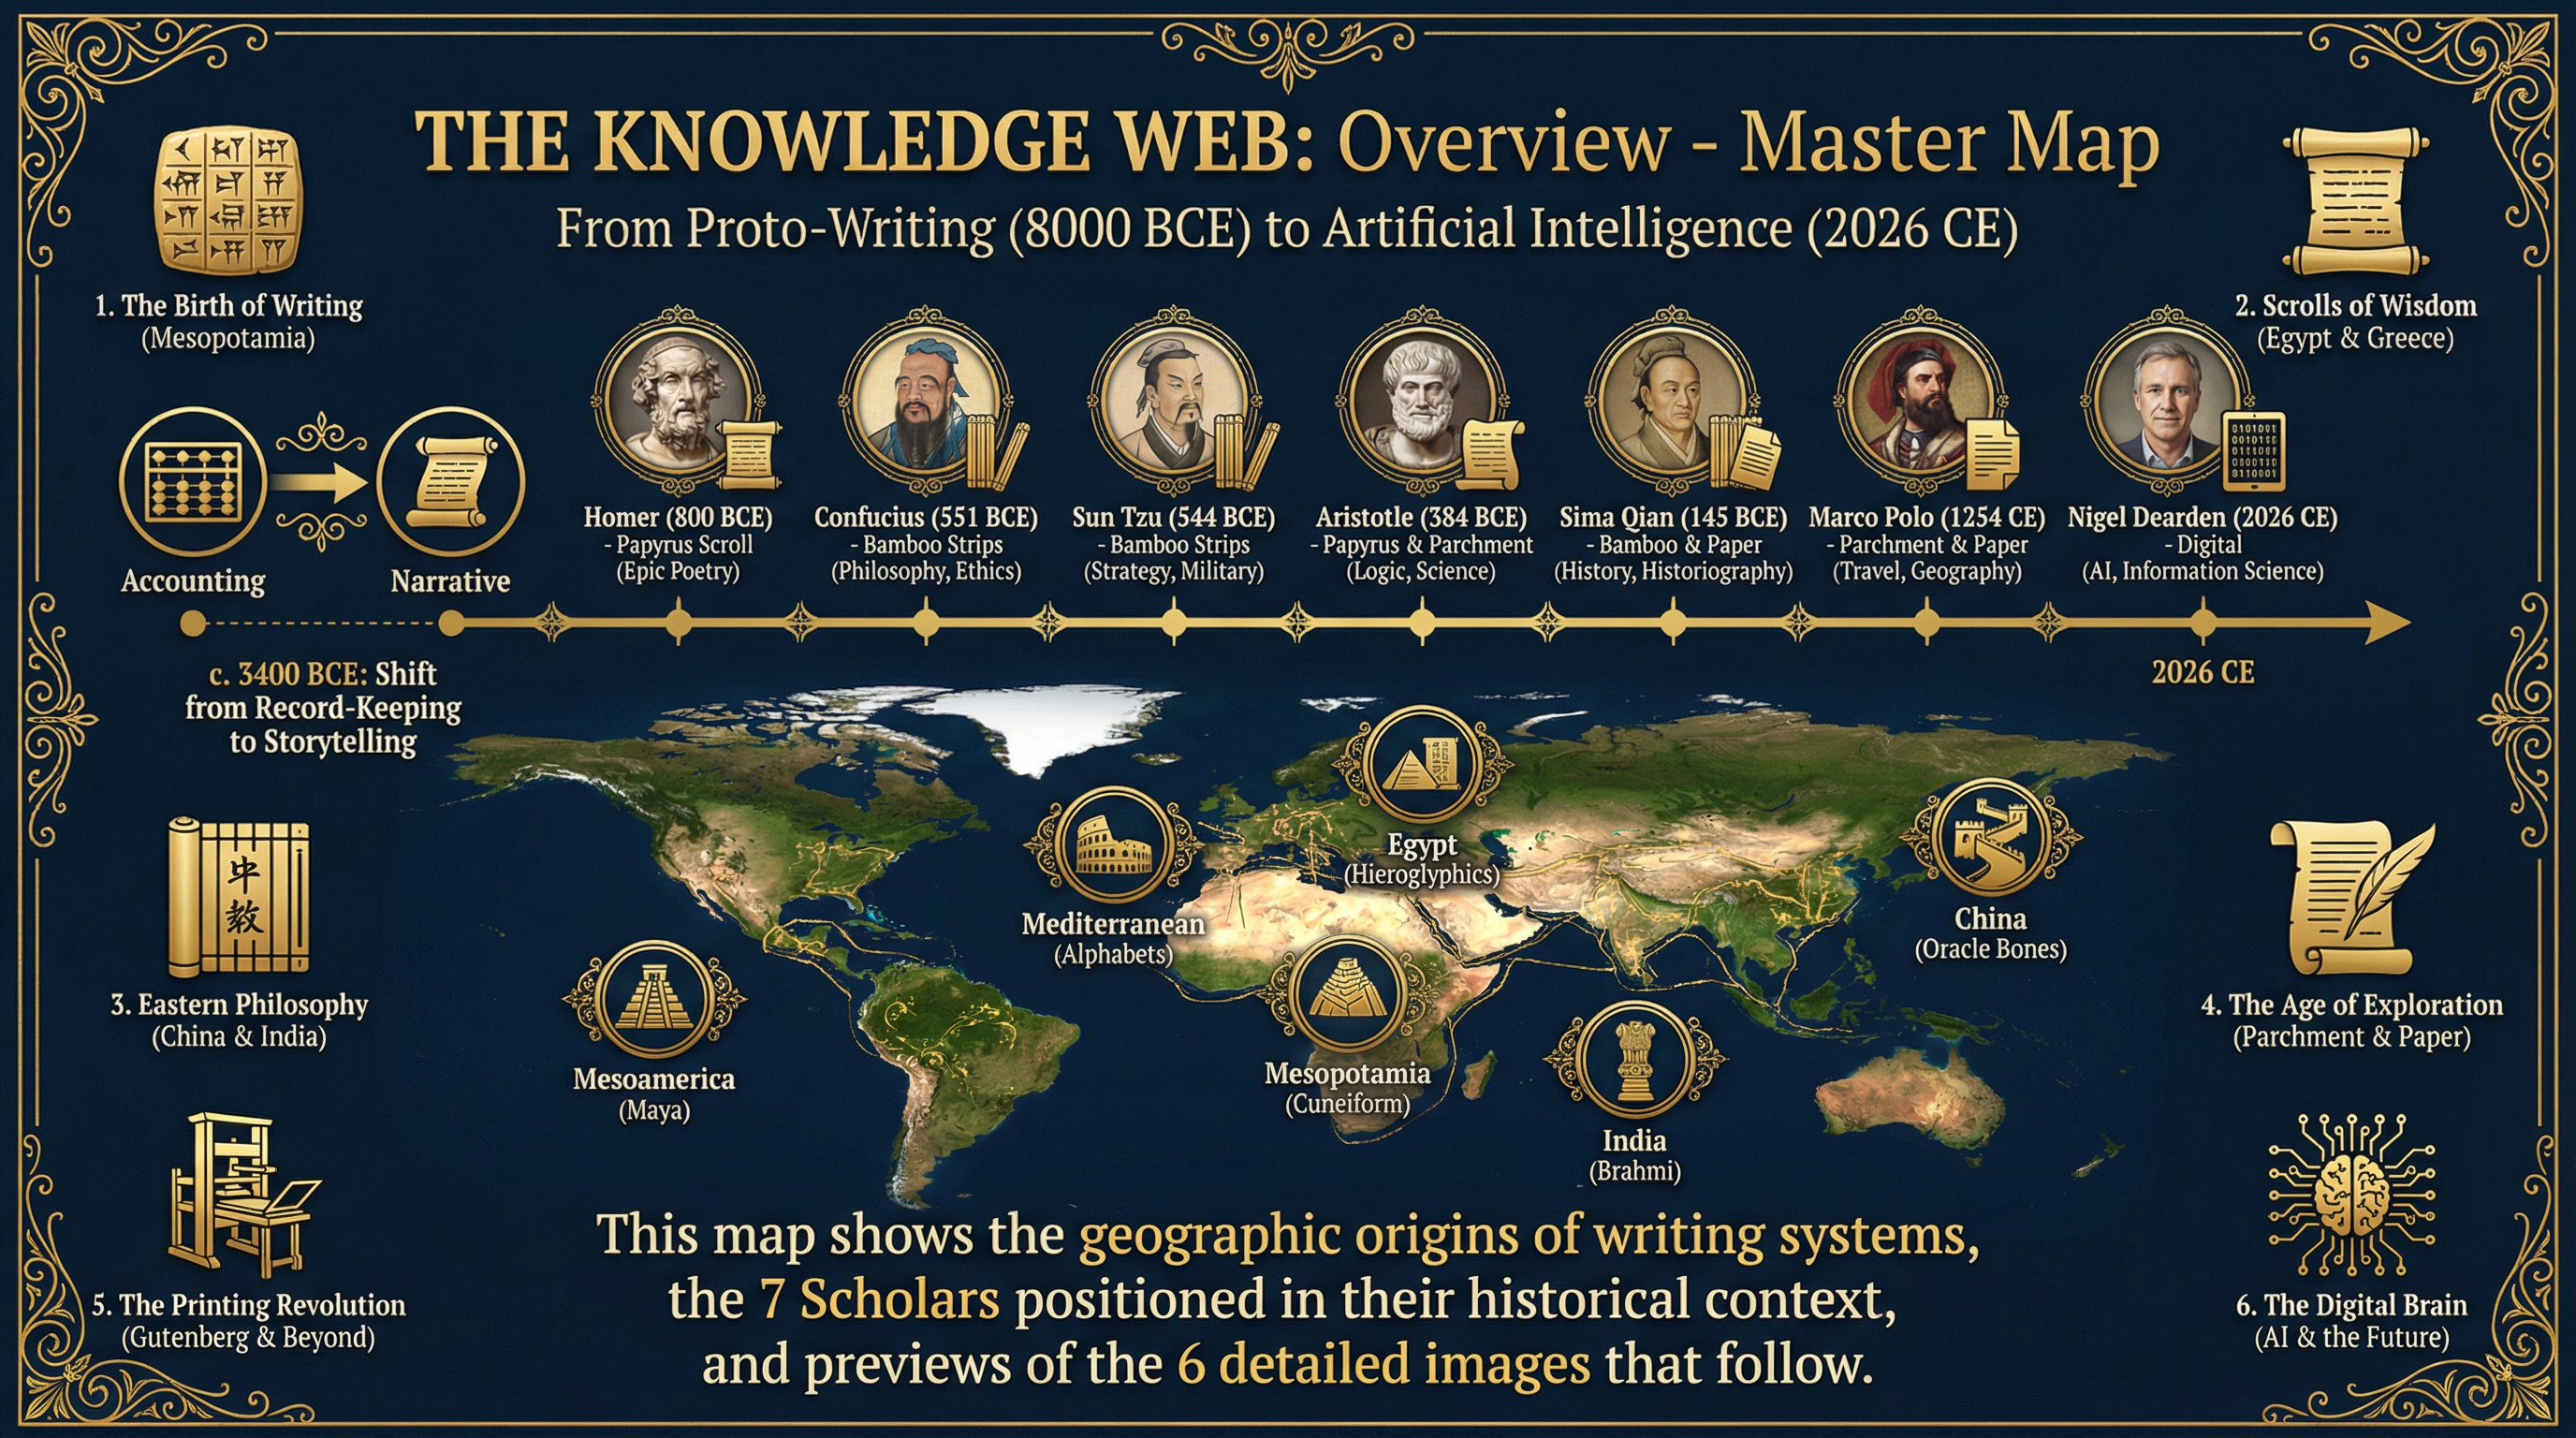 THE KNOWLEDGE WEB: Overview - Master Map
From Proto-Writing (8000 BCE) to Artificial Intelligence (2026 CE)
1. The Birth of Writing
(Mesopotamia)
2. Scrolls of Wisdom
(Egypt & Greece)
Accounting
Narrative
Homer (800 BCE)
- Papyrus Scroll
(Epic Poetry)
Confucius (551 BCE)
- Bamboo Strips
(Philosophy, Ethics)
Sun Tzu (544 BCE)
- Bamboo Strips
(Strategy, Military)
Aristotle (384 BCE)
- Papyrus & Parchment
(Logic, Science)
Sima Qian (145 BCE)
- Bamboo & Paper
(History, Historiography)
Marco Polo (1254 CE)
- Parchment & Paper
(Travel, Geography)
Nigel Dearden (2026 CE)
- Digital
(AI, Information Science)
c. 3400 BCE: Shift
from Record-Keeping
to Storytelling
2026 CE
Egypt
(Hieroglyphics)
Mediterranean
(Alphabets)
China
(Oracle Bones)
Mesoamerica
(Maya)
Mesopotamia
(Cuneiform)
India
(Brahmi)
中
教
3. Eastern Philosophy
(China & India)
4. The Age of Exploration
(Parchment & Paper)
5. The Printing Revolution
(Gutenberg & Beyond)
6. The Digital Brain
(AI & the Future)
This map shows the geographic origins of writing systems,
the 7 Scholars positioned in their historical context,
and previews of the 6 detailed images that follow.